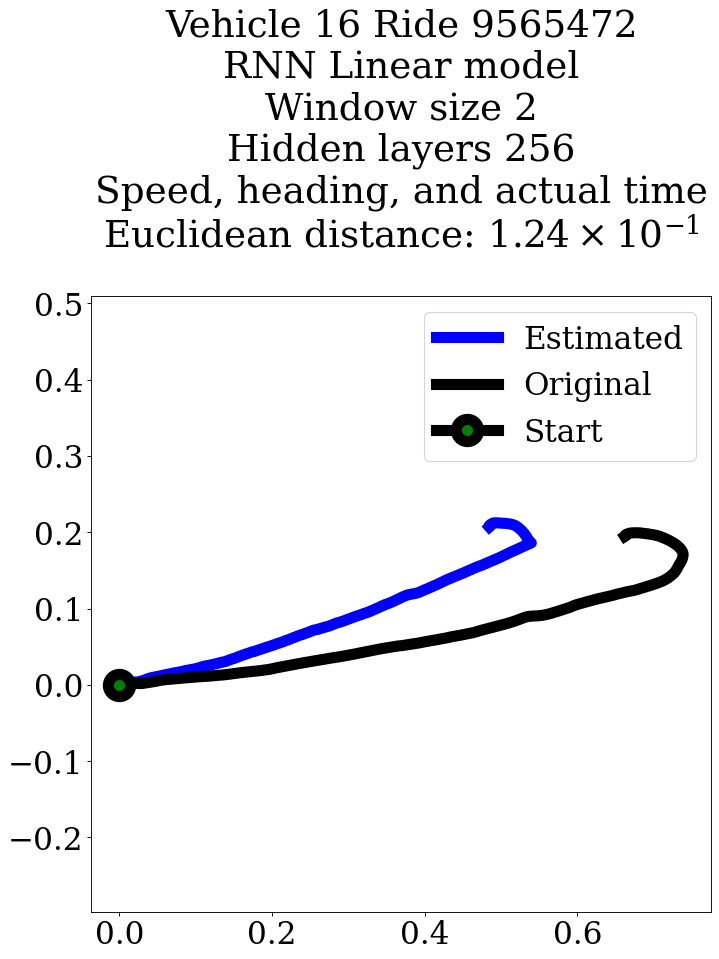 Vehicle 16 Ride 9565472
RNN Linear model
Window size 2
Hidden layers 256
Speed, heading, and actual time
Euclidean distance: 1.24 × 10⁻¹
0.5
Estimated
0.4
Original
0.3
Start
0.2
0.1
0.0
−0.1
−0.2
0.0 0.2 0.4 0.6